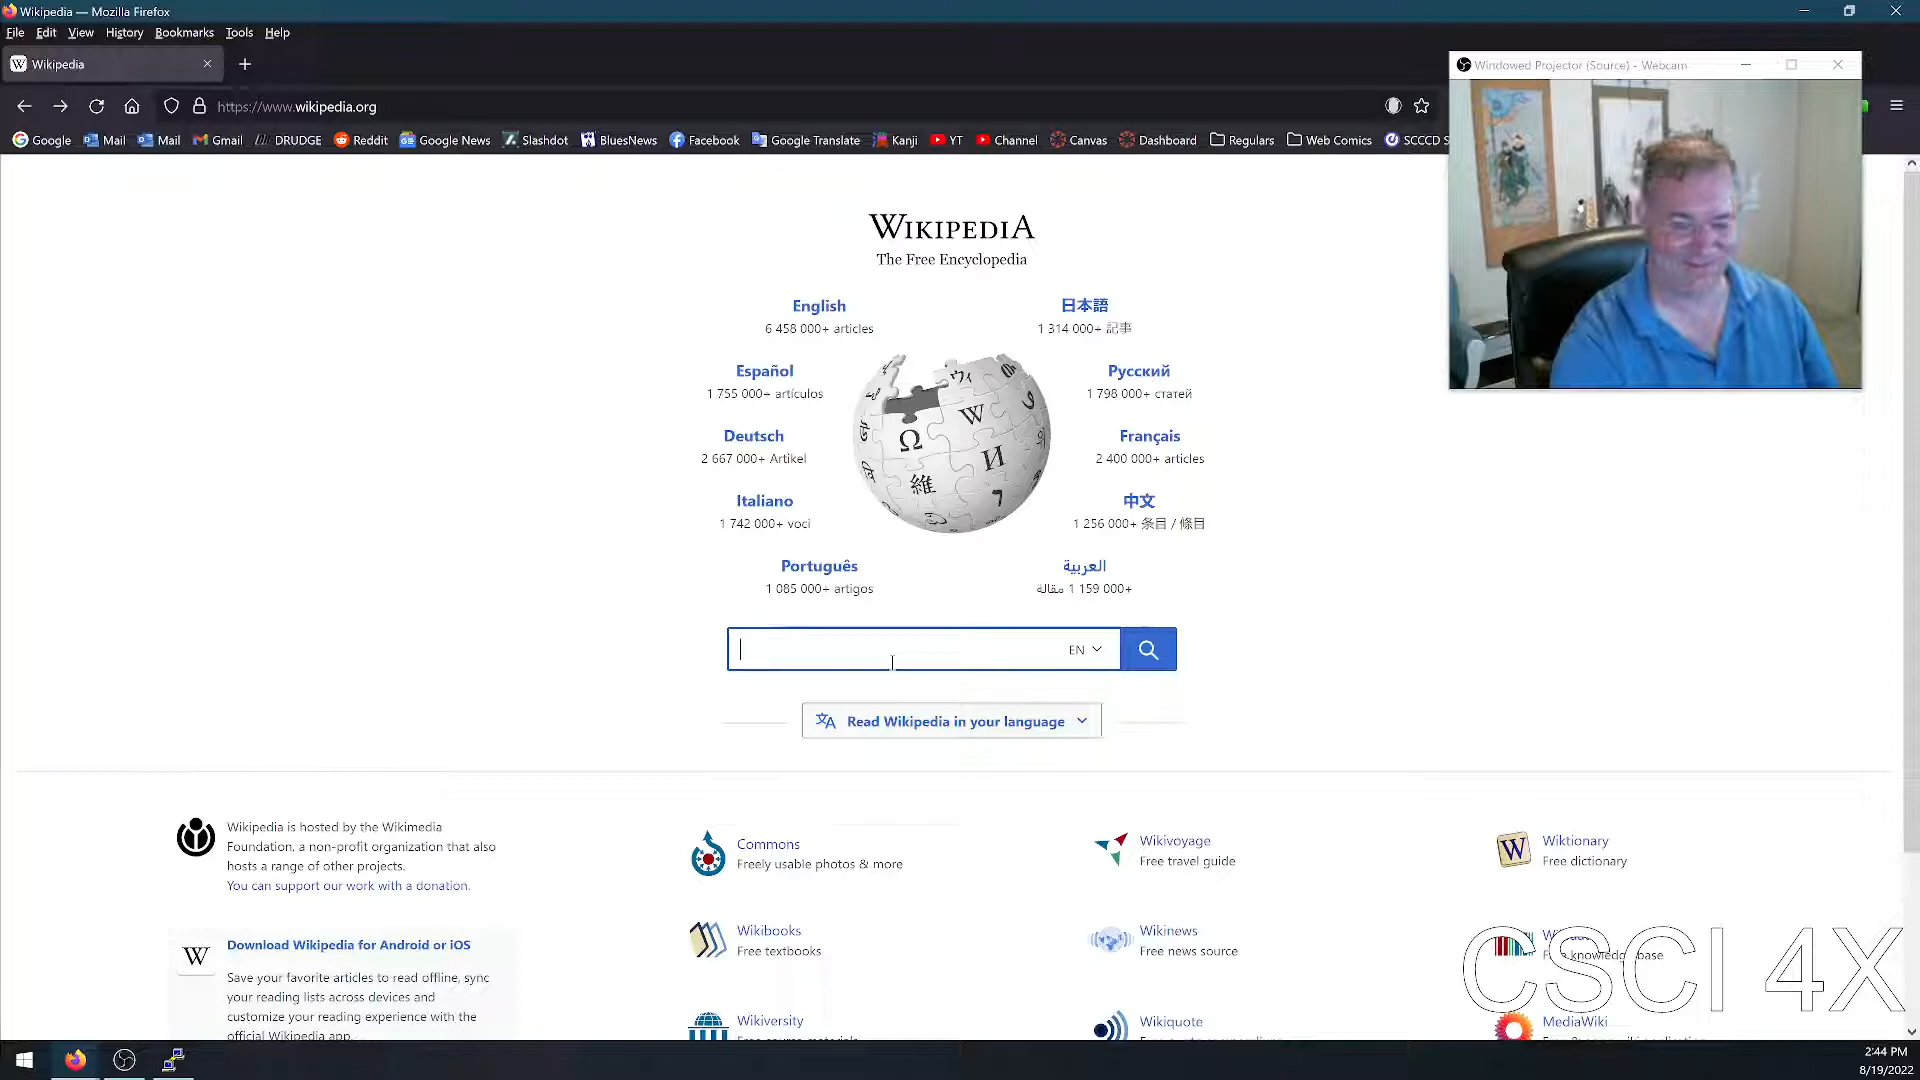 Wikipedia — Mozilla Firefox
File Edit View History Bookmarks Tools Help
Wikipedia
Windowed Projector (Source) - Webcam
https://www.wikipedia.org
Google Mail Mail Gmail DRUDGE Reddit Google News Slashdot BluesNews Facebook Google Translate Kanji YT Channel Canvas Dashboard Regulars Web Comics SCCCD S
WIKIPEDIA
The Free Encyclopedia
English
6 458 000+ articles
日本語
1 314 000+ 記事
Español
1 755 000+ artículos
Русский
1 798 000+ статей
Deutsch
2 667 000+ Artikel
Français
2 400 000+ articles
Italiano
1 742 000+ voci
中文
1 256 000+ 条目 / 條目
Português
1 085 000+ artigos
العربية
1 159 000+ مقالة
Ω W И 維
EN
Read Wikipedia in your language
Wikipedia is hosted by the Wikimedia
Foundation, a non-profit organization that also
hosts a range of other projects.
You can support our work with a donation.
Download Wikipedia for Android or iOS
Save your favorite articles to read offline, sync
your reading lists across devices and
customize your reading experience with the
official Wikipedia app.
Commons
Freely usable photos & more
Wikivoyage
Free travel guide
Wiktionary
Free dictionary
Wikibooks
Free textbooks
Wikinews
Free news source
knowledge base
Wikiversity
Wikiquote
MediaWiki
CSCI 4X
2:44 PM
8/19/2022